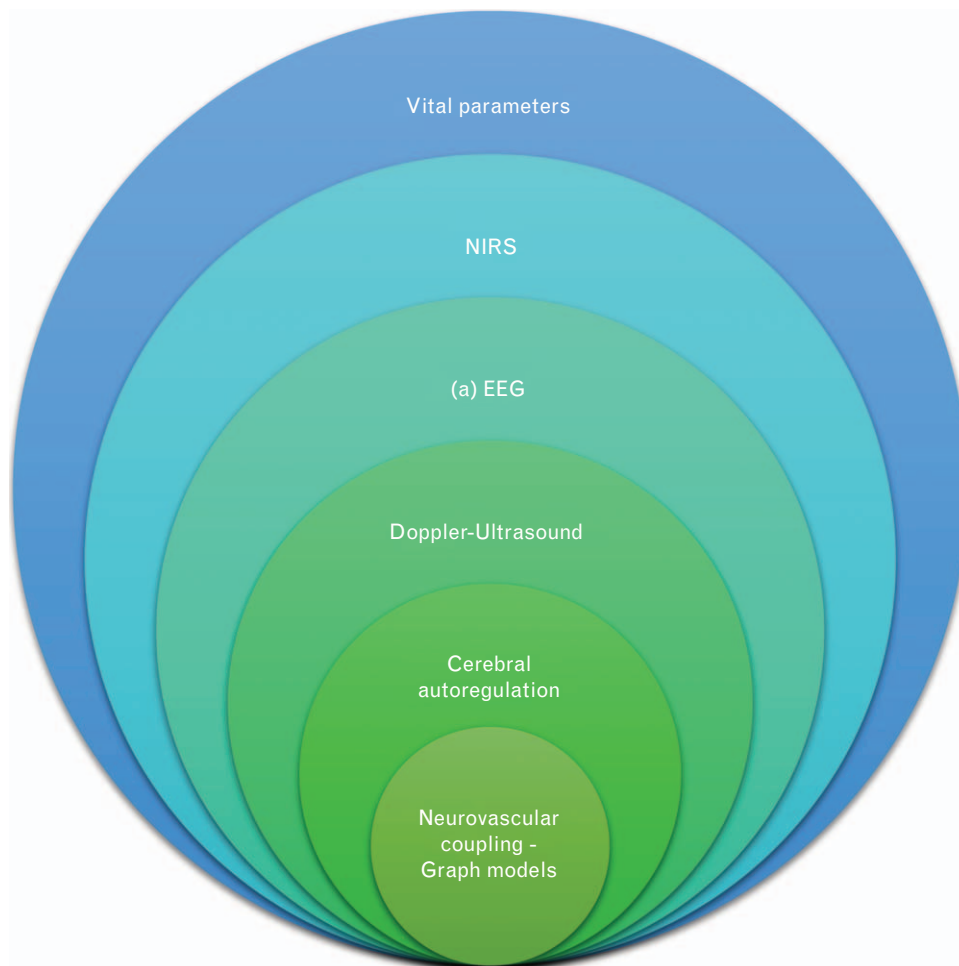 Vital parameters
NIRS
(a) EEG
Doppler-Ultrasound
Cerebral
autoregulation
Neurovascular
coupling -
Graph models